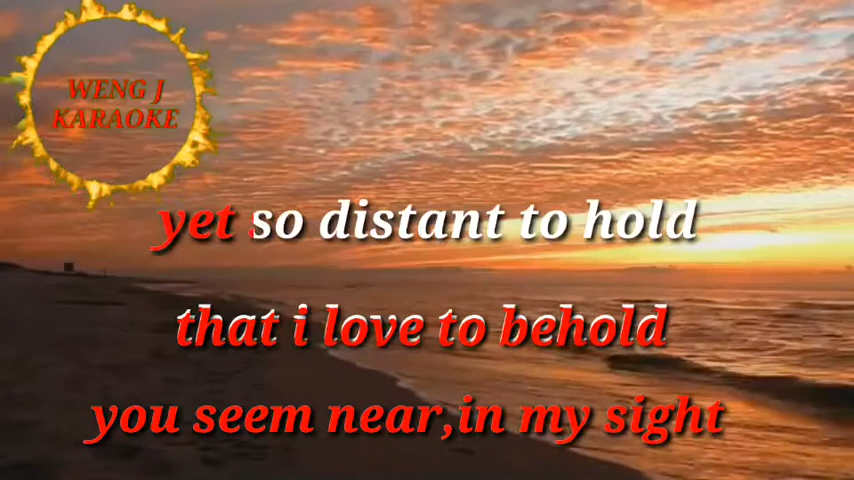 WENG J
KARAOKE
yet so distant to hold
that i love to behold
you seem near,in my sight